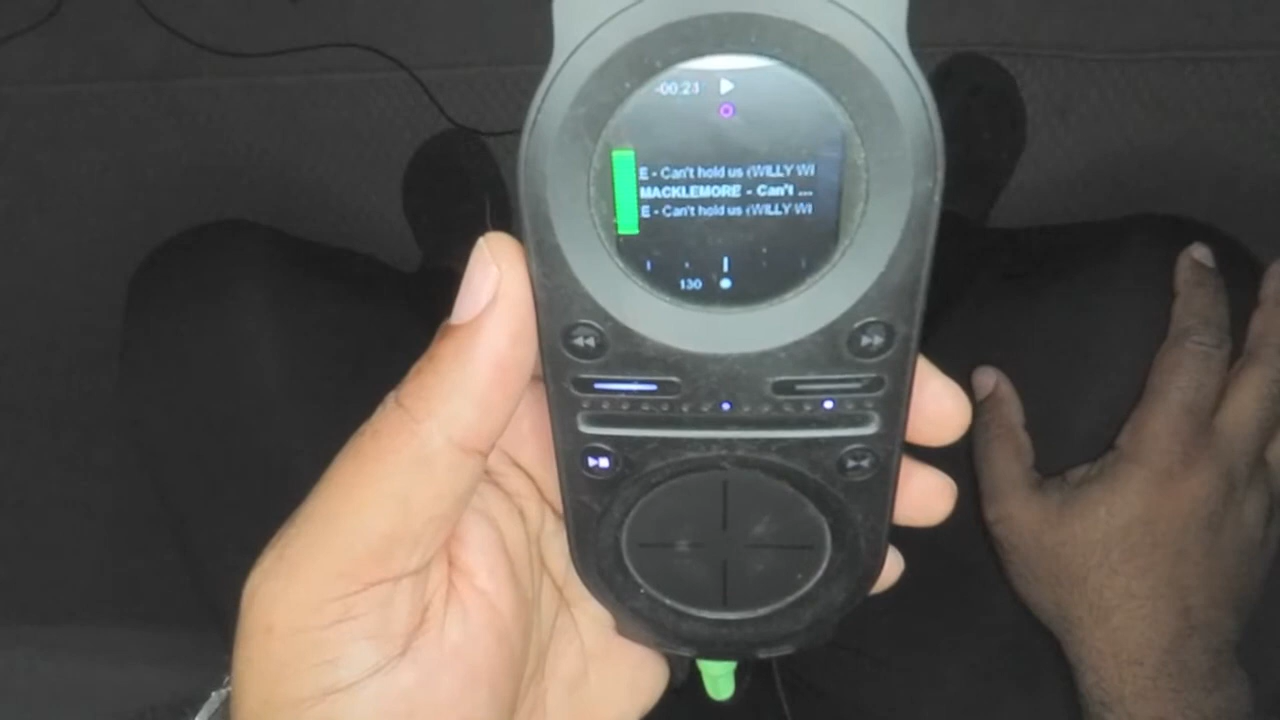 -00:23
E - Can't hold us (WILLY WI
MACKLEMORE - Can't ...
E - Can't hold us (WILLY WI
130